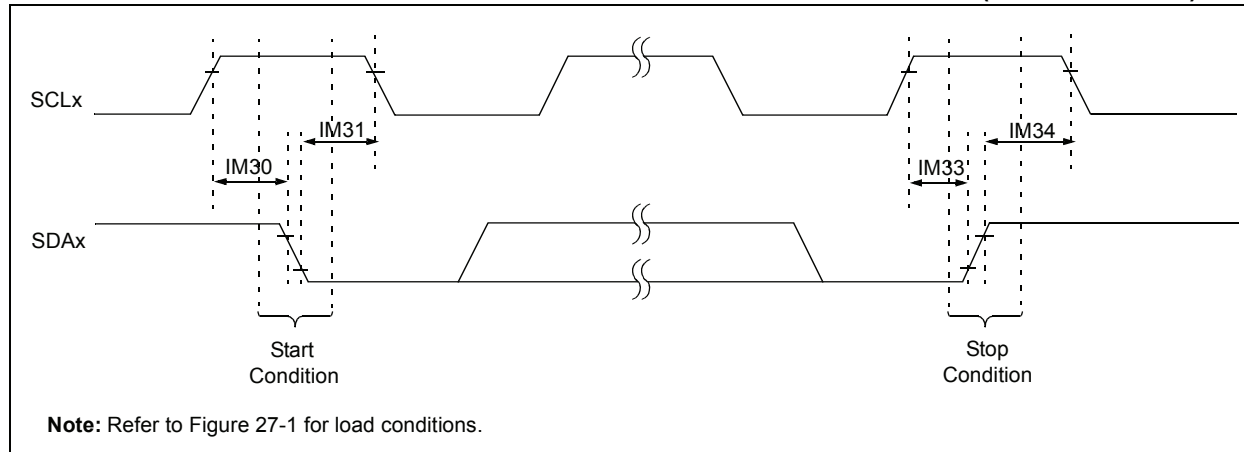 SCLx
IM31
IM34
IM30
IM33
SDAx
Start
Condition
Stop
Condition
Note: Refer to Figure 27-1 for load conditions.